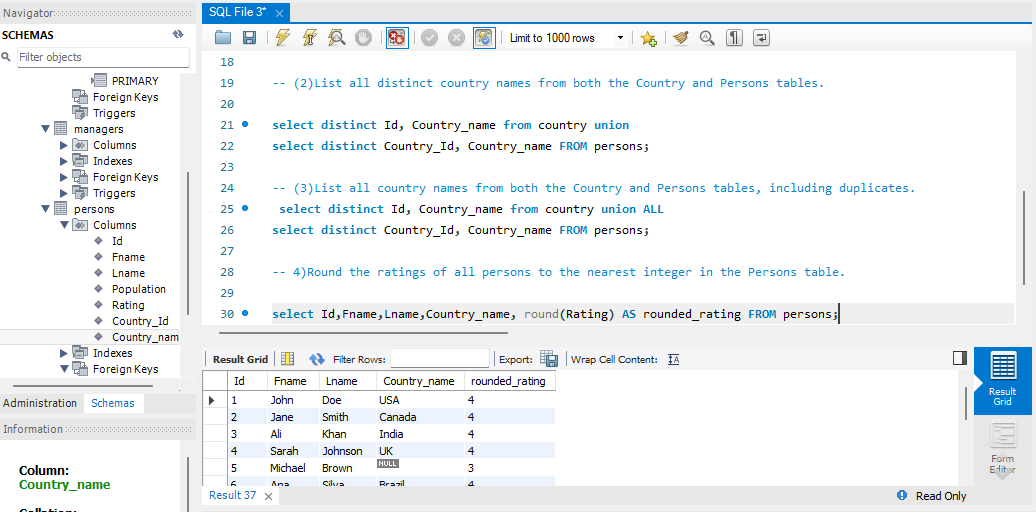 Navigator
SCHEMAS
Filter objects
PRIMARY
Foreign Keys
Triggers
managers
Columns
Indexes
Foreign Keys
Triggers
persons
Columns
Id
Fname
Lname
Population
Rating
Country_Id
Country_nam
Indexes
Foreign Keys
Administration Schemas
Information
Column:
Country_name
SQL File 3*
Limit to 1000 rows
18
19 -- (2)List all distinct country names from both the Country and Persons tables.
20
21 select distinct Id, Country_name from country union
22 select distinct Country_Id, Country_name FROM persons;
23
24 -- (3)List all country names from both the Country and Persons tables, including duplicates.
25 select distinct Id, Country_name from country union ALL
26 select distinct Country_Id, Country_name FROM persons;
27
28 -- 4)Round the ratings of all persons to the nearest integer in the Persons table.
29
30 select Id,Fname,Lname,Country_name, round(Rating) AS rounded_rating FROM persons;
Result Grid Filter Rows: Export: Wrap Cell Content:
Id Fname Lname Country_name rounded_rating
1 John Doe USA 4
2 Jane Smith Canada 4
3 Ali Khan India 4
4 Sarah Johnson UK 4
5 Michael Brown NULL 3
6 Ana Silva Brazil 4
Result 37
Read Only
Result
Grid
Form
Editor